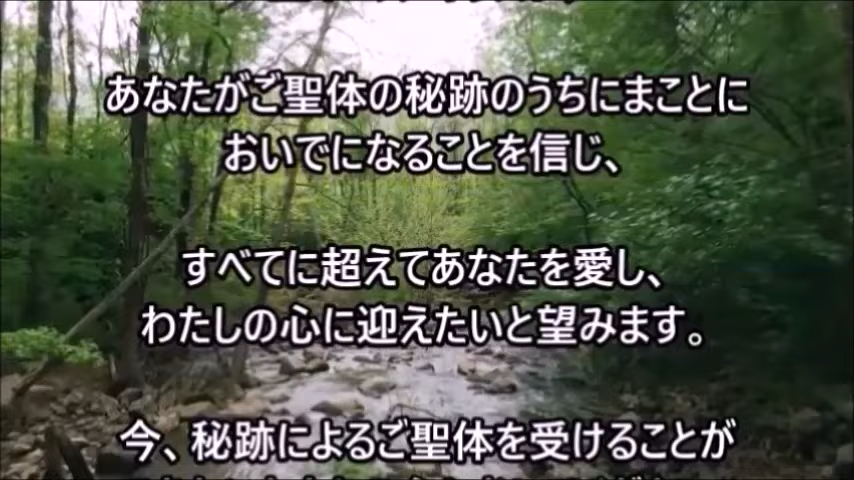 あなたがご聖体の秘跡のうちにまことに
おいでになることを信じ、
すべてに超えてあなたを愛し、
わたしの心に迎えたいと望みます。
今、秘跡によるご聖体を受けることが